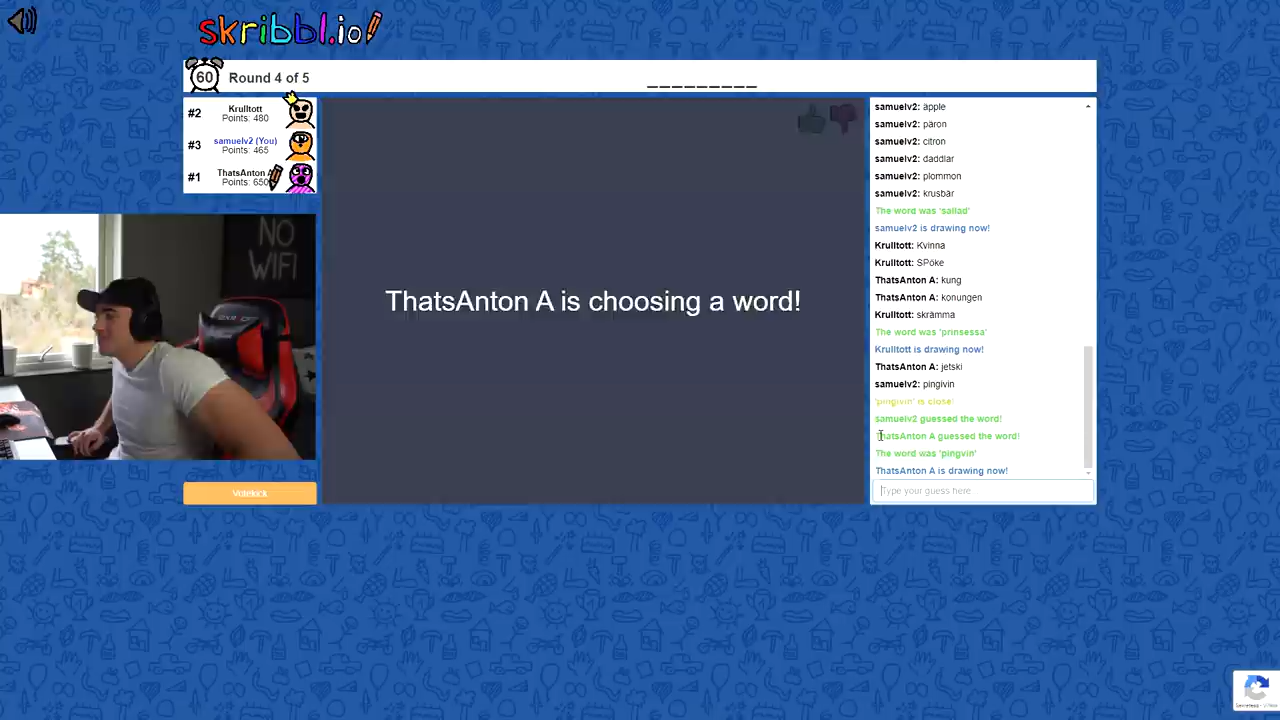 skribbl.io
60
Round 4 of 5
_________
#2
Krulltott
Points: 480
#3
samuelv2 (You)
Points: 465
#1
ThatsAnton A
Points: 650
NO
WIFI
Votekick
ThatsAnton A is choosing a word!
samuelv2: äpple
samuelv2: päron
samuelv2: citron
samuelv2: daddlar
samuelv2: plommon
samuelv2: krusbär
The word was 'sallad'
samuelv2 is drawing now!
Krulltott: Kvinna
Krulltott: SPöke
ThatsAnton A: kung
ThatsAnton A: konungen
Krulltott: skrämma
The word was 'prinsessa'
Krulltott is drawing now!
ThatsAnton A: jetski
samuelv2: pingivin
'pingivin' is close!
samuelv2 guessed the word!
ThatsAnton A guessed the word!
The word was 'pingvin'
ThatsAnton A is drawing now!
Type your guess here